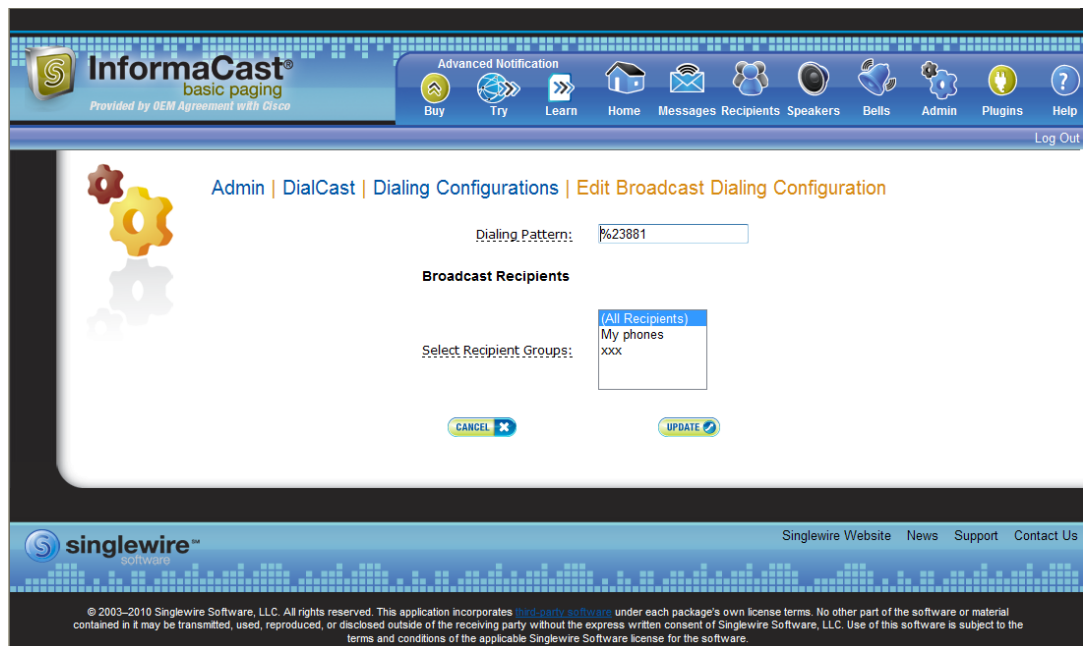 InformaCast®
basic paging
Provided by OEM Agreement with Cisco
Advanced Notification
Buy Try Learn Home Messages Recipients Speakers Bells Admin Plugins Help
Log Out
Admin | DialCast | Dialing Configurations | Edit Broadcast Dialing Configuration
Dialing Pattern: %23881
Broadcast Recipients
Select Recipient Groups:
(All Recipients)
My phones
xxx
CANCEL UPDATE
singlewire℠
software
Singlewire Website News Support Contact Us
© 2003–2010 Singlewire Software, LLC. All rights reserved. This application incorporates third-party software under each package's own license terms. No other part of the software or material
contained in it may be transmitted, used, reproduced, or disclosed outside of the receiving party without the express written consent of Singlewire Software, LLC. Use of this software is subject to the
terms and conditions of the applicable Singlewire Software license for the software.